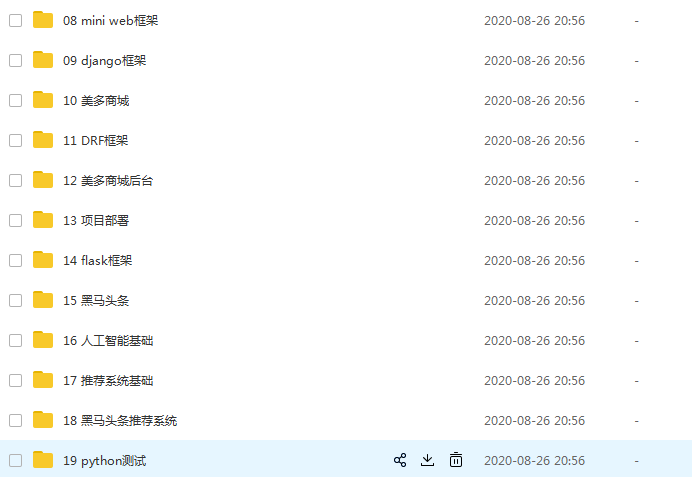 08 mini web框架 2020-08-26 20:56 -
09 django框架 2020-08-26 20:56 -
10 美多商城 2020-08-26 20:56 -
11 DRF框架 2020-08-26 20:56 -
12 美多商城后台 2020-08-26 20:56 -
13 项目部署 2020-08-26 20:56 -
14 flask框架 2020-08-26 20:56 -
15 黑马头条 2020-08-26 20:56 -
16 人工智能基础 2020-08-26 20:56 -
17 推荐系统基础 2020-08-26 20:56 -
18 黑马头条推荐系统 2020-08-26 20:56 -
19 python测试 2020-08-26 20:56 -